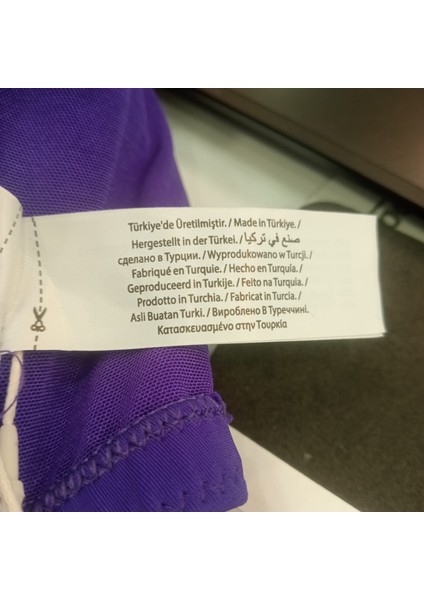 Türkiye'de Üretilmiştir. / Made in Türkiye. /
Hergestellt in der Türkei. / صنع في تركيا /
сделано в Турции. / Wyprodukowano w Turcji. /
Fabriqué en Turquie. / Hecho en Turquía. /
Geproduceerd in Turkije. / Feito na Turquia. /
Prodotto in Turchia. / Fabricat in Turcia. /
Asli Buatan Turki. / Вироблено В Туреччині.
Κατασκευασμένο στην Τουρκία